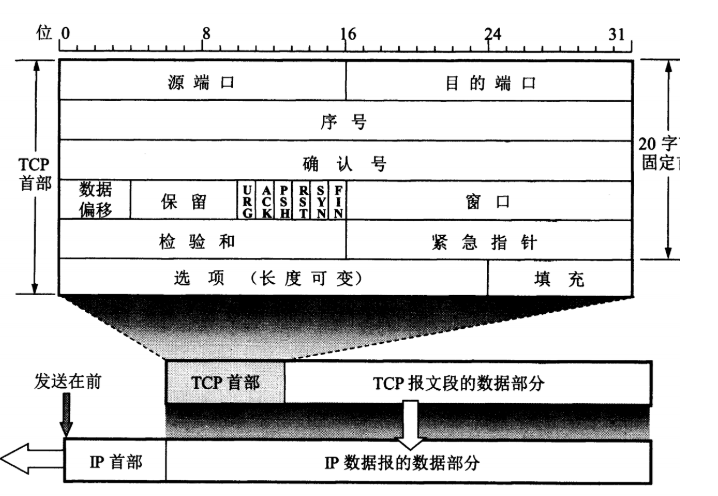 位 0 8 16 24 31
源端口 目的端口
序号
TCP
首部
确认号
20 字
固定
数据
偏移
保留
URG
ACK
PSH
RST
SYN
FIN
窗口
检验和 紧急指针
选项 (长度可变) 填充
发送在前
TCP 首部 TCP 报文段的数据部分
IP 首部 IP 数据报的数据部分